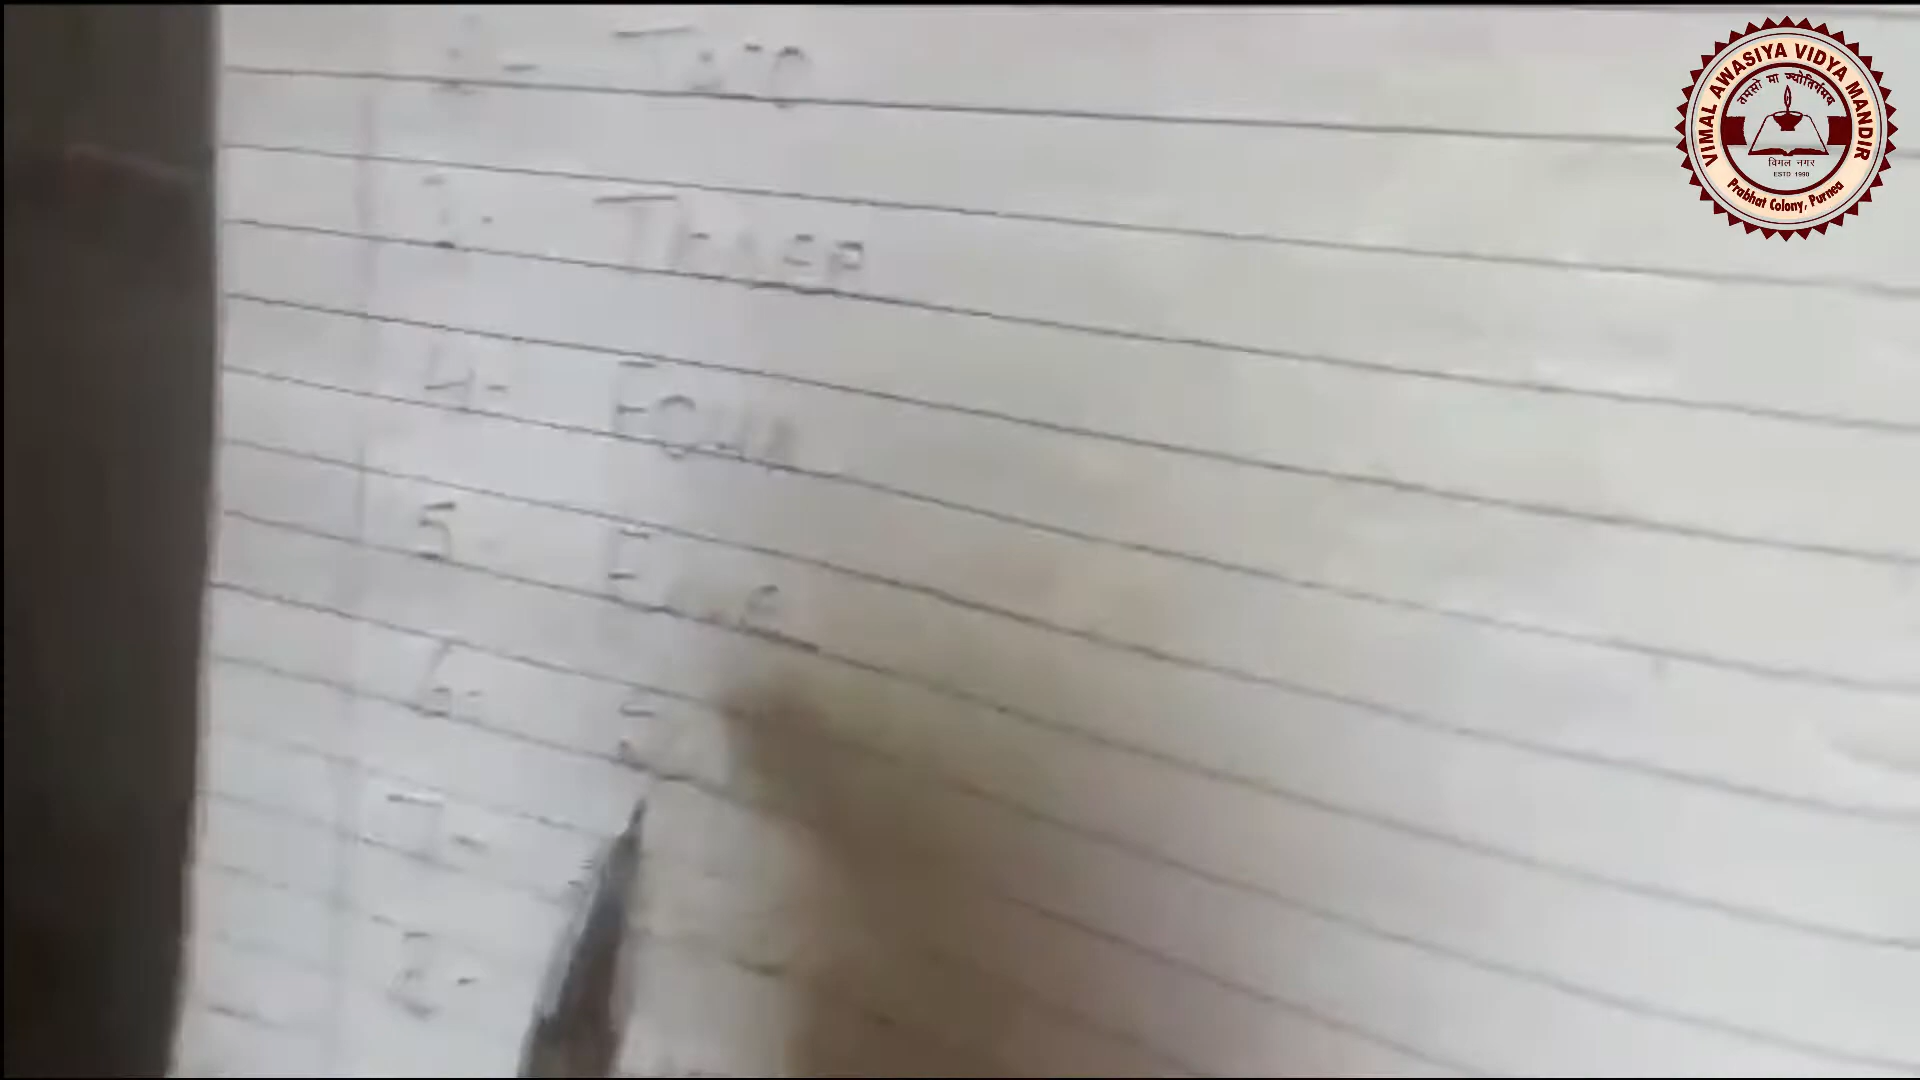 2- Two
3- Three
4- Four
5-
6- S
7-
8-
VIMAL AWASIYA VIDYA MANDIR
तमसो मा ज्योतिर्गमय
विमल नगर
ESTD 1990
Prabhat Colony, Purnea